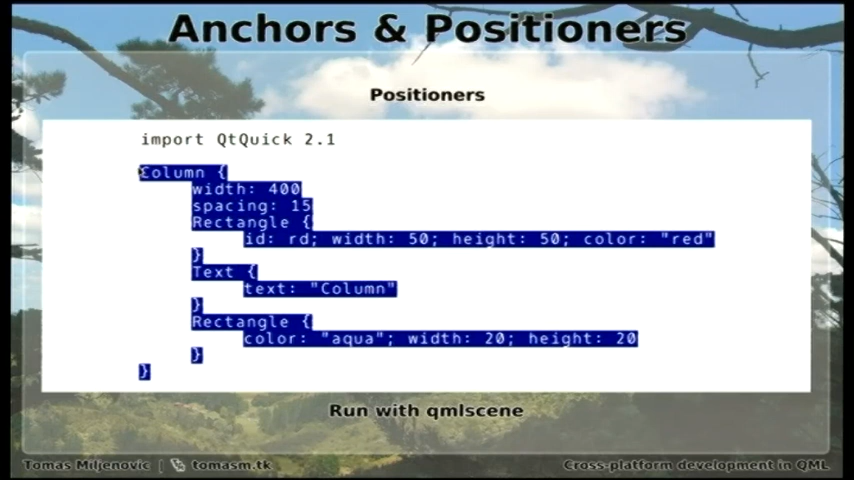 Anchors & Positioners
Positioners
import QtQuick 2.1
Column {
width: 400
spacing: 15
Rectangle {
id: rd; width: 50; height: 50; color: "red"
}
Text {
text: "Column"
}
Rectangle {
color: "aqua"; width: 20; height: 20
}
}
Run with qmlscene
Tomas Miljenovic | tomasm.tk
Cross-platform development in QML